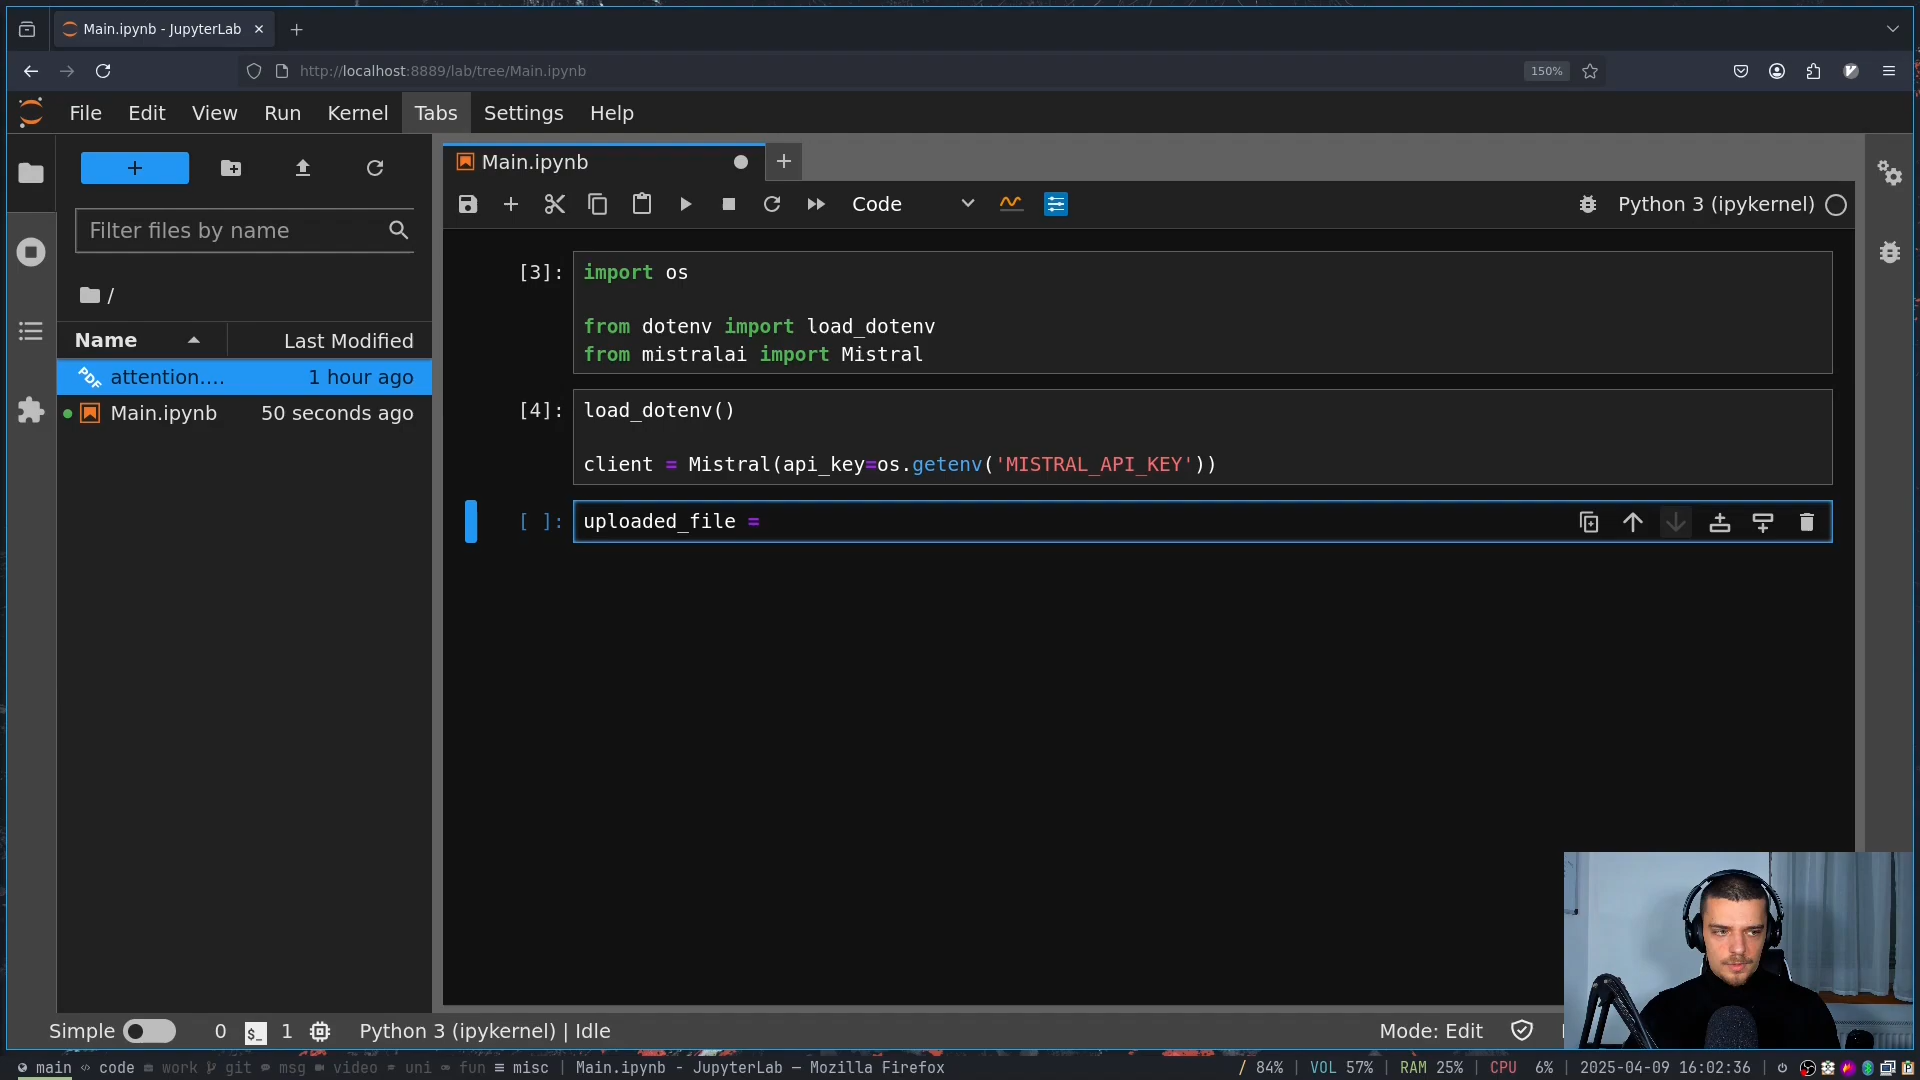 Main.ipynb - JupyterLab
http://localhost:8889/lab/tree/Main.ipynb
150%
File Edit View Run Kernel Tabs Settings Help
Main.ipynb
Code
Python 3 (ipykernel)
Filter files by name
/
Name Last Modified
attention.... 1 hour ago
Main.ipynb 50 seconds ago
[3]: import os
from dotenv import load_dotenv
from mistralai import Mistral
[4]: load_dotenv()
client = Mistral(api_key=os.getenv('MISTRAL_API_KEY'))
[ ]: uploaded_file =
Simple 0 $_ 1 Python 3 (ipykernel) | Idle Mode: Edit
main code work git msg video uni fun misc | Main.ipynb - JupyterLab — Mozilla Firefox / 84% | VOL 57% | RAM 25% | CPU 6% | 2025-04-09 16:02:36 |